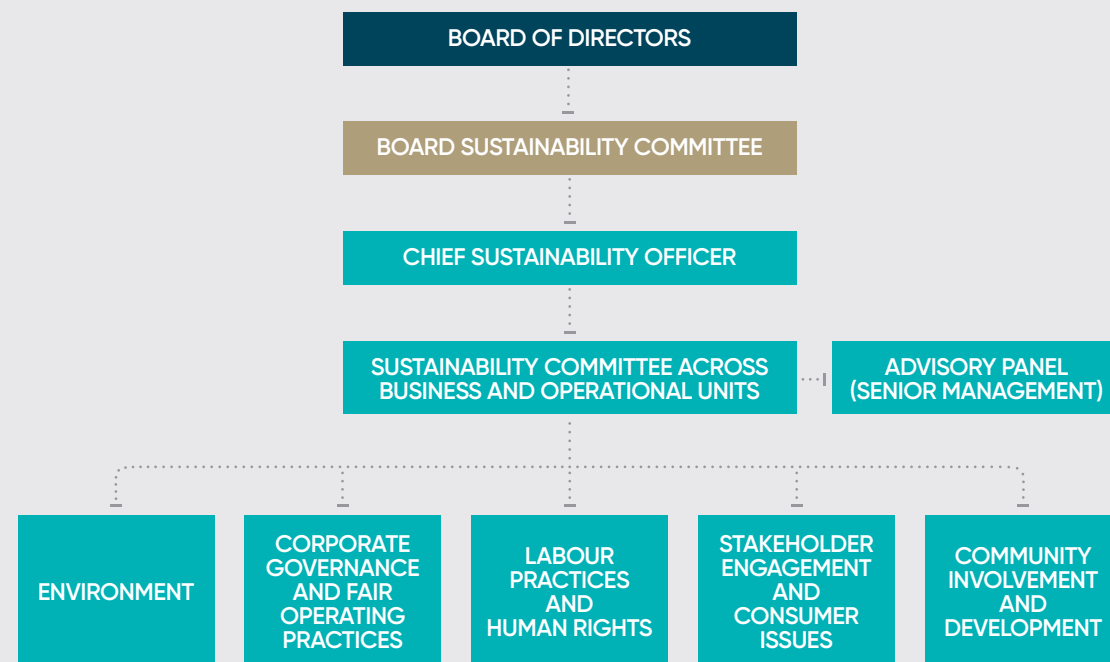 BOARD OF DIRECTORS
BOARD SUSTAINABILITY COMMITTEE
CHIEF SUSTAINABILITY OFFICER
SUSTAINABILITY COMMITTEE ACROSS
BUSINESS AND OPERATIONAL UNITS
ADVISORY PANEL
(SENIOR MANAGEMENT)
ENVIRONMENT
CORPORATE
GOVERNANCE
AND FAIR
OPERATING
PRACTICES
LABOUR
PRACTICES
AND
HUMAN RIGHTS
STAKEHOLDER
ENGAGEMENT
AND
CONSUMER
ISSUES
COMMUNITY
INVOLVEMENT
AND
DEVELOPMENT